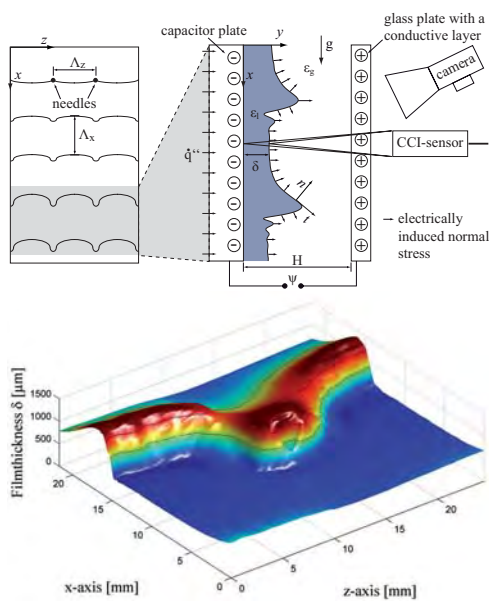 z
Λz
x
needles
Λx
capacitor plate
y
g
x
εg
εl
q̇“
δ
n
t
H
Ψ
glass plate with a
conductive layer
camera
CCI-sensor
electrically
induced normal
stress
Filmthickness δ [µm]
1500
1000
500
0
20
15
10
5
0
x-axis [mm]
0
5
10
15
20
z-axis [mm]